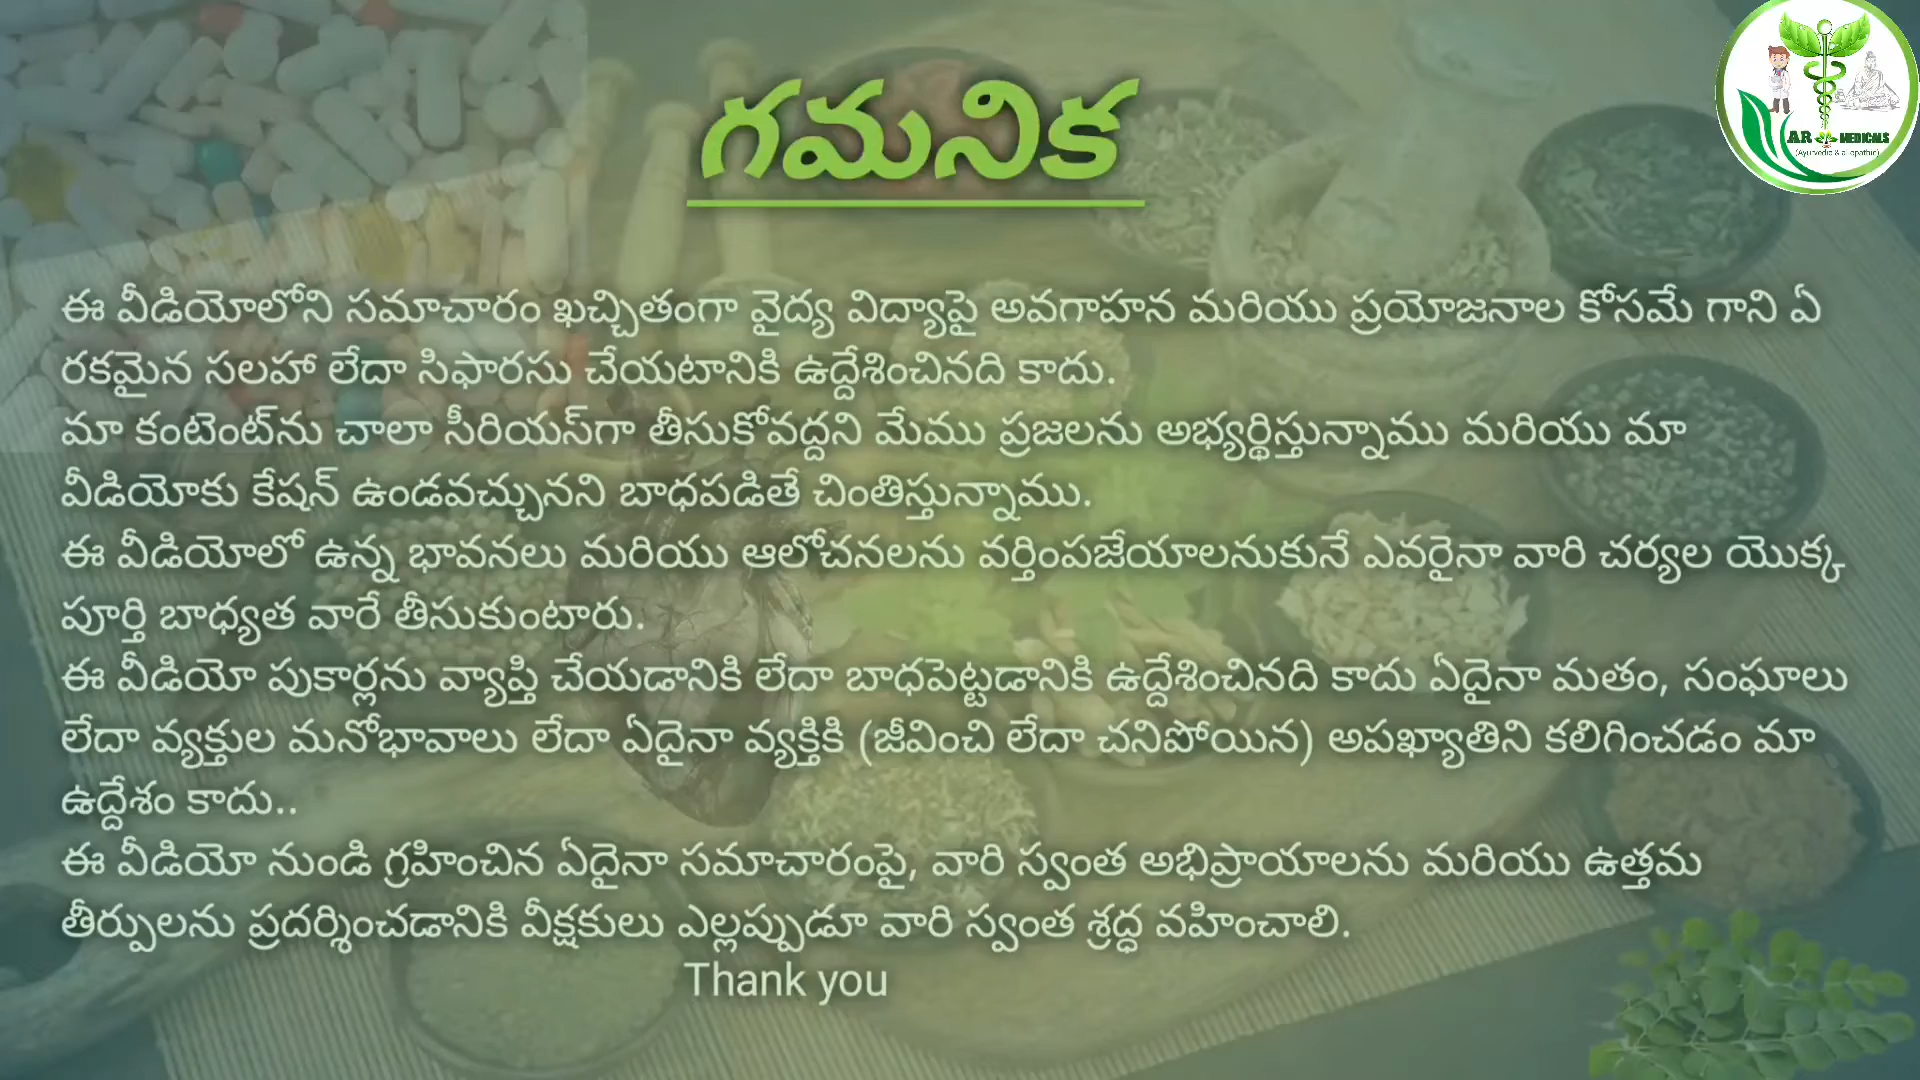 గమనిక
AR MEDICALS
(Ayurvedic & allopathic)
ఈ వీడియోలోని సమాచారం ఖచ్చితంగా వైద్య విద్యాపై అవగాహన మరియు ప్రయోజనాల కోసమే గాని ఏ
రకమైన సలహా లేదా సిఫారసు చేయటానికి ఉద్దేశించినది కాదు.
మా కంటెంట్‌ను చాలా సీరియస్‌గా తీసుకోవద్దని మేము ప్రజలను అభ్యర్థిస్తున్నాము మరియు మా
వీడియోకు కేషన్ ఉండవచ్చునని బాధపడితే చింతిస్తున్నాము.
ఈ వీడియోలో ఉన్న భావనలు మరియు ఆలోచనలను వర్తింపజేయాలనుకునే ఎవరైనా వారి చర్యల యొక్క
పూర్తి బాధ్యత వారే తీసుకుంటారు.
ఈ వీడియో పుకార్లను వ్యాప్తి చేయడానికి లేదా బాధపెట్టడానికి ఉద్దేశించినది కాదు ఏదైనా మతం, సంఘాలు
లేదా వ్యక్తుల మనోభావాలు లేదా ఏదైనా వ్యక్తికి (జీవించి లేదా చనిపోయిన) అపఖ్యాతిని కలిగించడం మా
ఉద్దేశం కాదు..
ఈ వీడియో నుండి గ్రహించిన ఏదైనా సమాచారంపై, వారి స్వంత అభిప్రాయాలను మరియు ఉత్తమ
తీర్పులను ప్రదర్శించడానికి వీక్షకులు ఎల్లప్పుడూ వారి స్వంత శ్రద్ధ వహించాలి.
Thank you